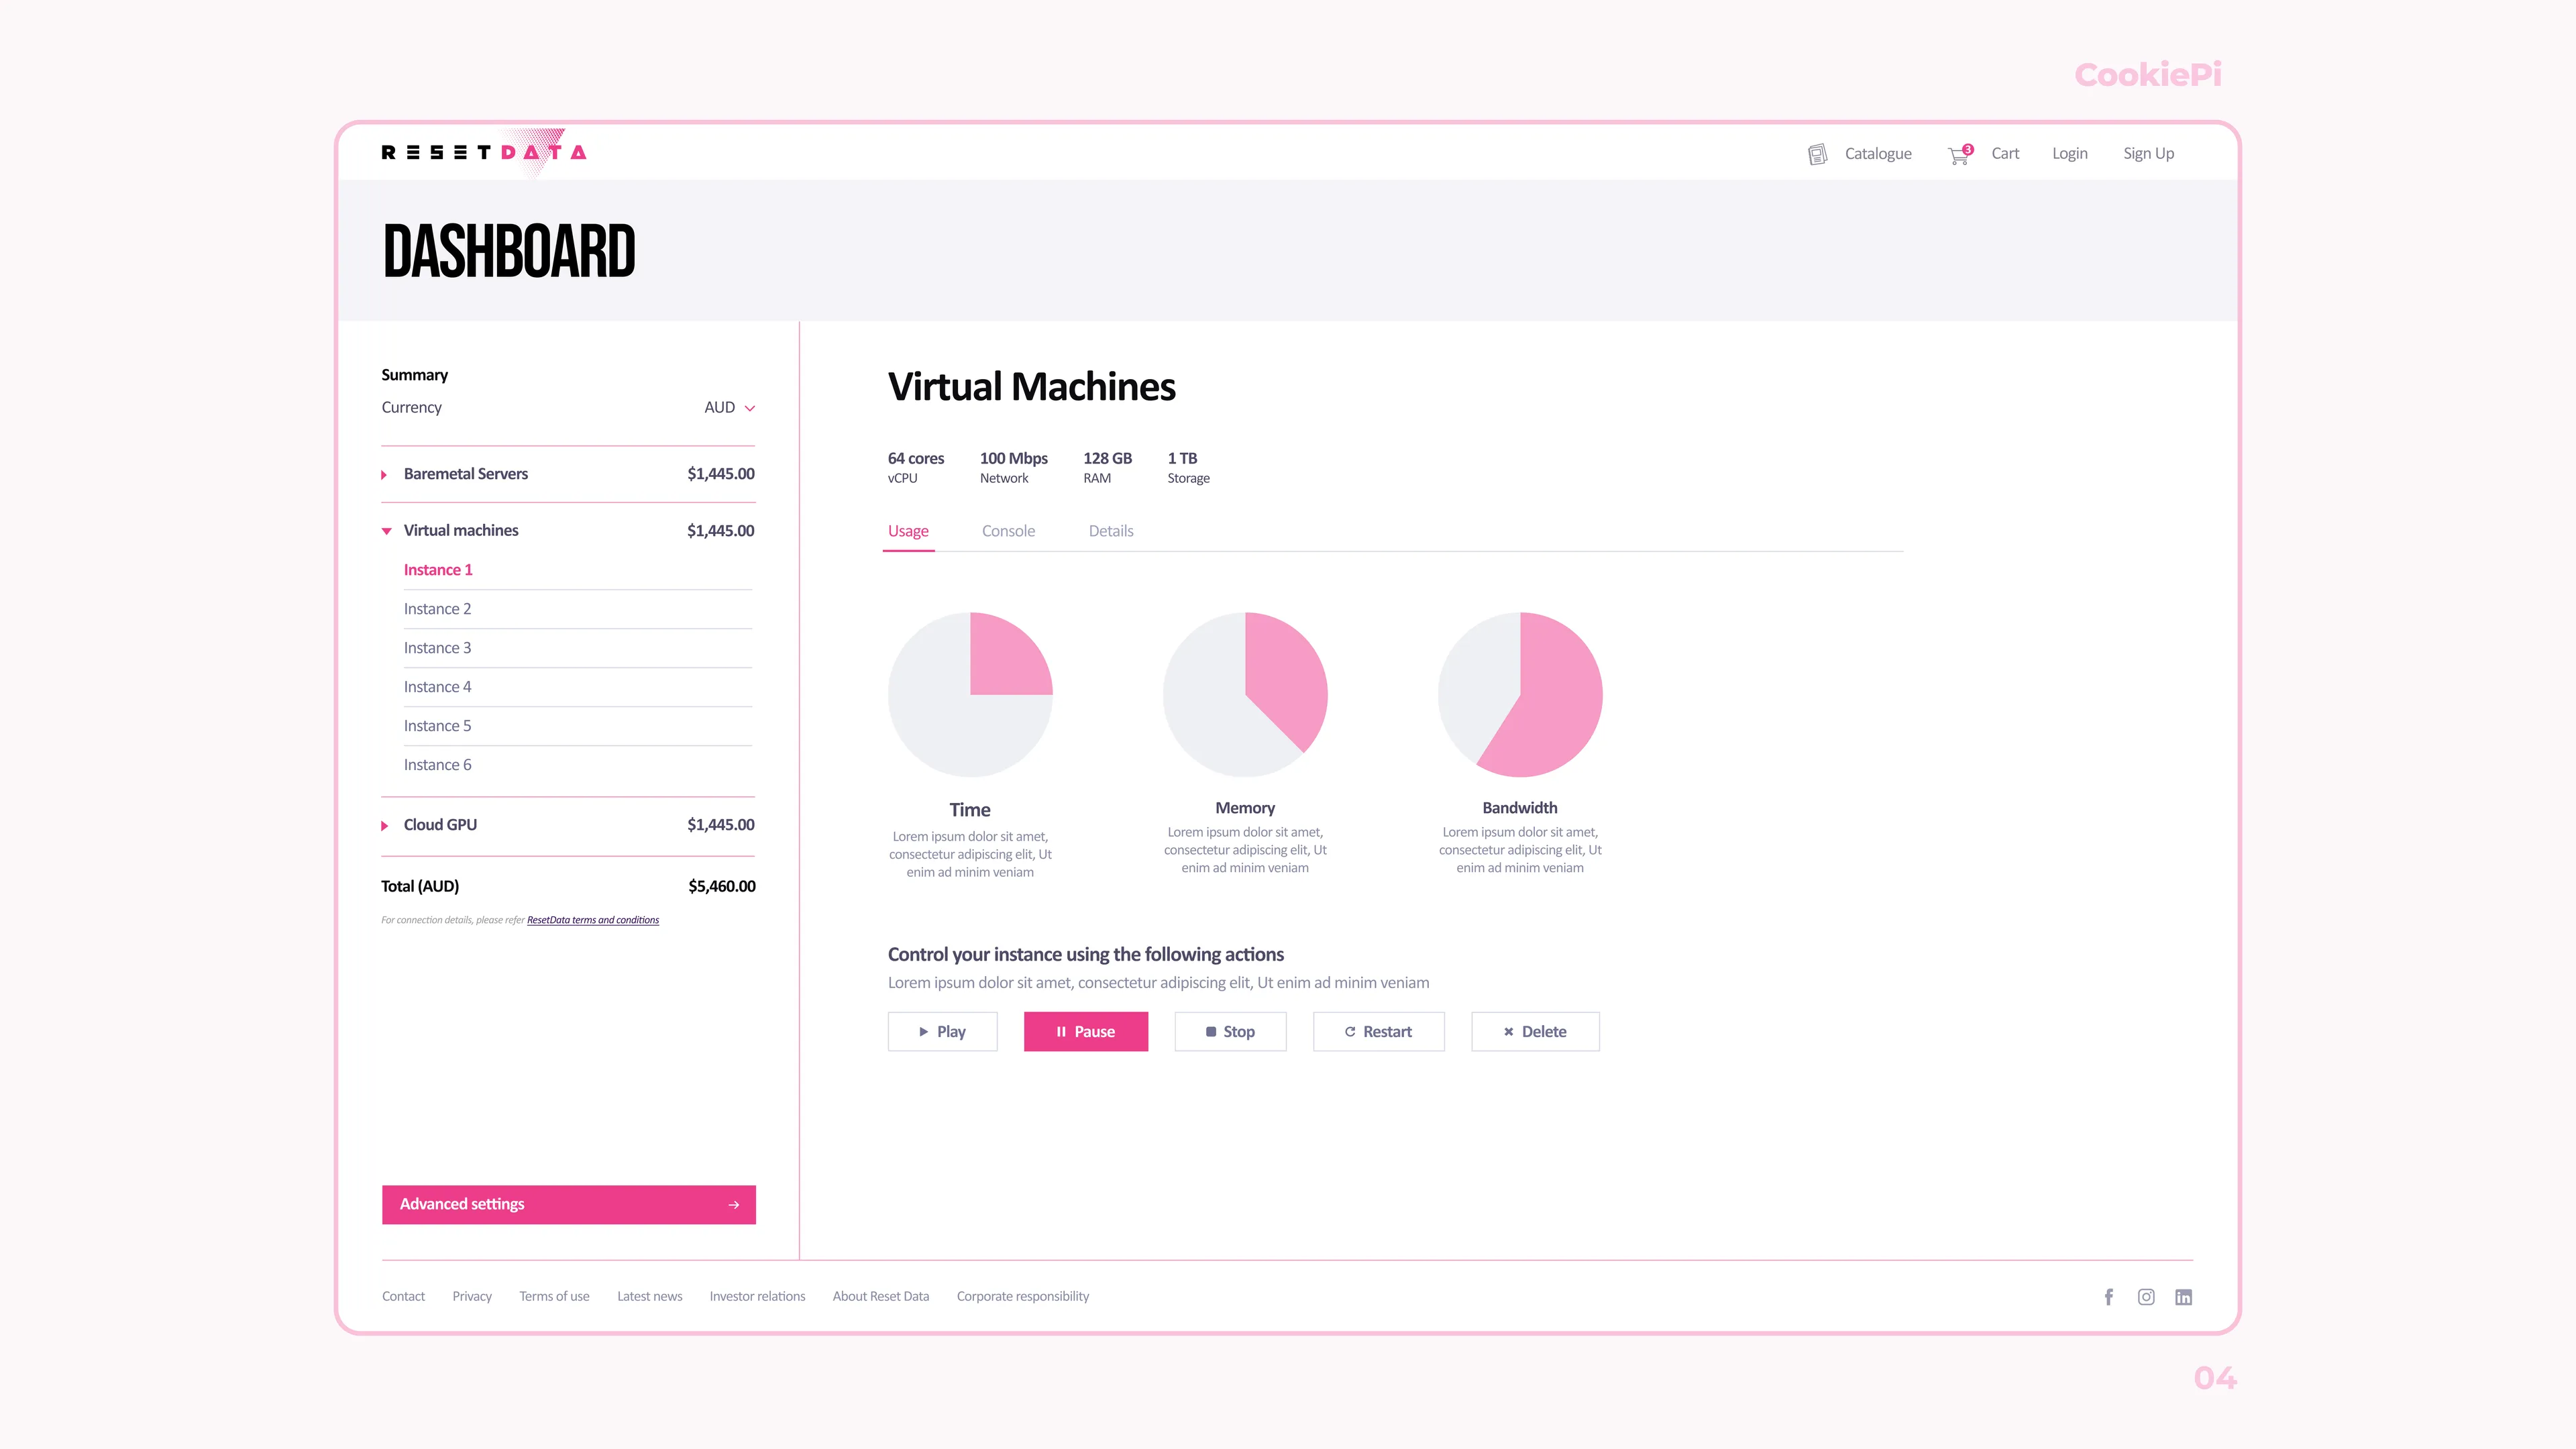 CookiePi
RESETDATA
Catalogue
3
Cart
Login
Sign Up
DASHBOARD
Summary
Currency AUD
Baremetal Servers $1,445.00
Virtual machines $1,445.00
Instance 1
Instance 2
Instance 3
Instance 4
Instance 5
Instance 6
Cloud GPU $1,445.00
Total (AUD) $5,460.00
For connection details, please refer ResetData terms and conditions
Advanced settings
Virtual Machines
64 cores 100 Mbps 128 GB 1 TB
vCPU Network RAM Storage
Usage Console Details
Time
Lorem ipsum dolor sit amet,
consectetur adipiscing elit, Ut
enim ad minim veniam
Memory
Lorem ipsum dolor sit amet,
consectetur adipiscing elit, Ut
enim ad minim veniam
Bandwidth
Lorem ipsum dolor sit amet,
consectetur adipiscing elit, Ut
enim ad minim veniam
Control your instance using the following actions
Lorem ipsum dolor sit amet, consectetur adipiscing elit, Ut enim ad minim veniam
Play Pause Stop Restart Delete
Contact Privacy Terms of use Latest news Investor relations About Reset Data Corporate responsibility
04